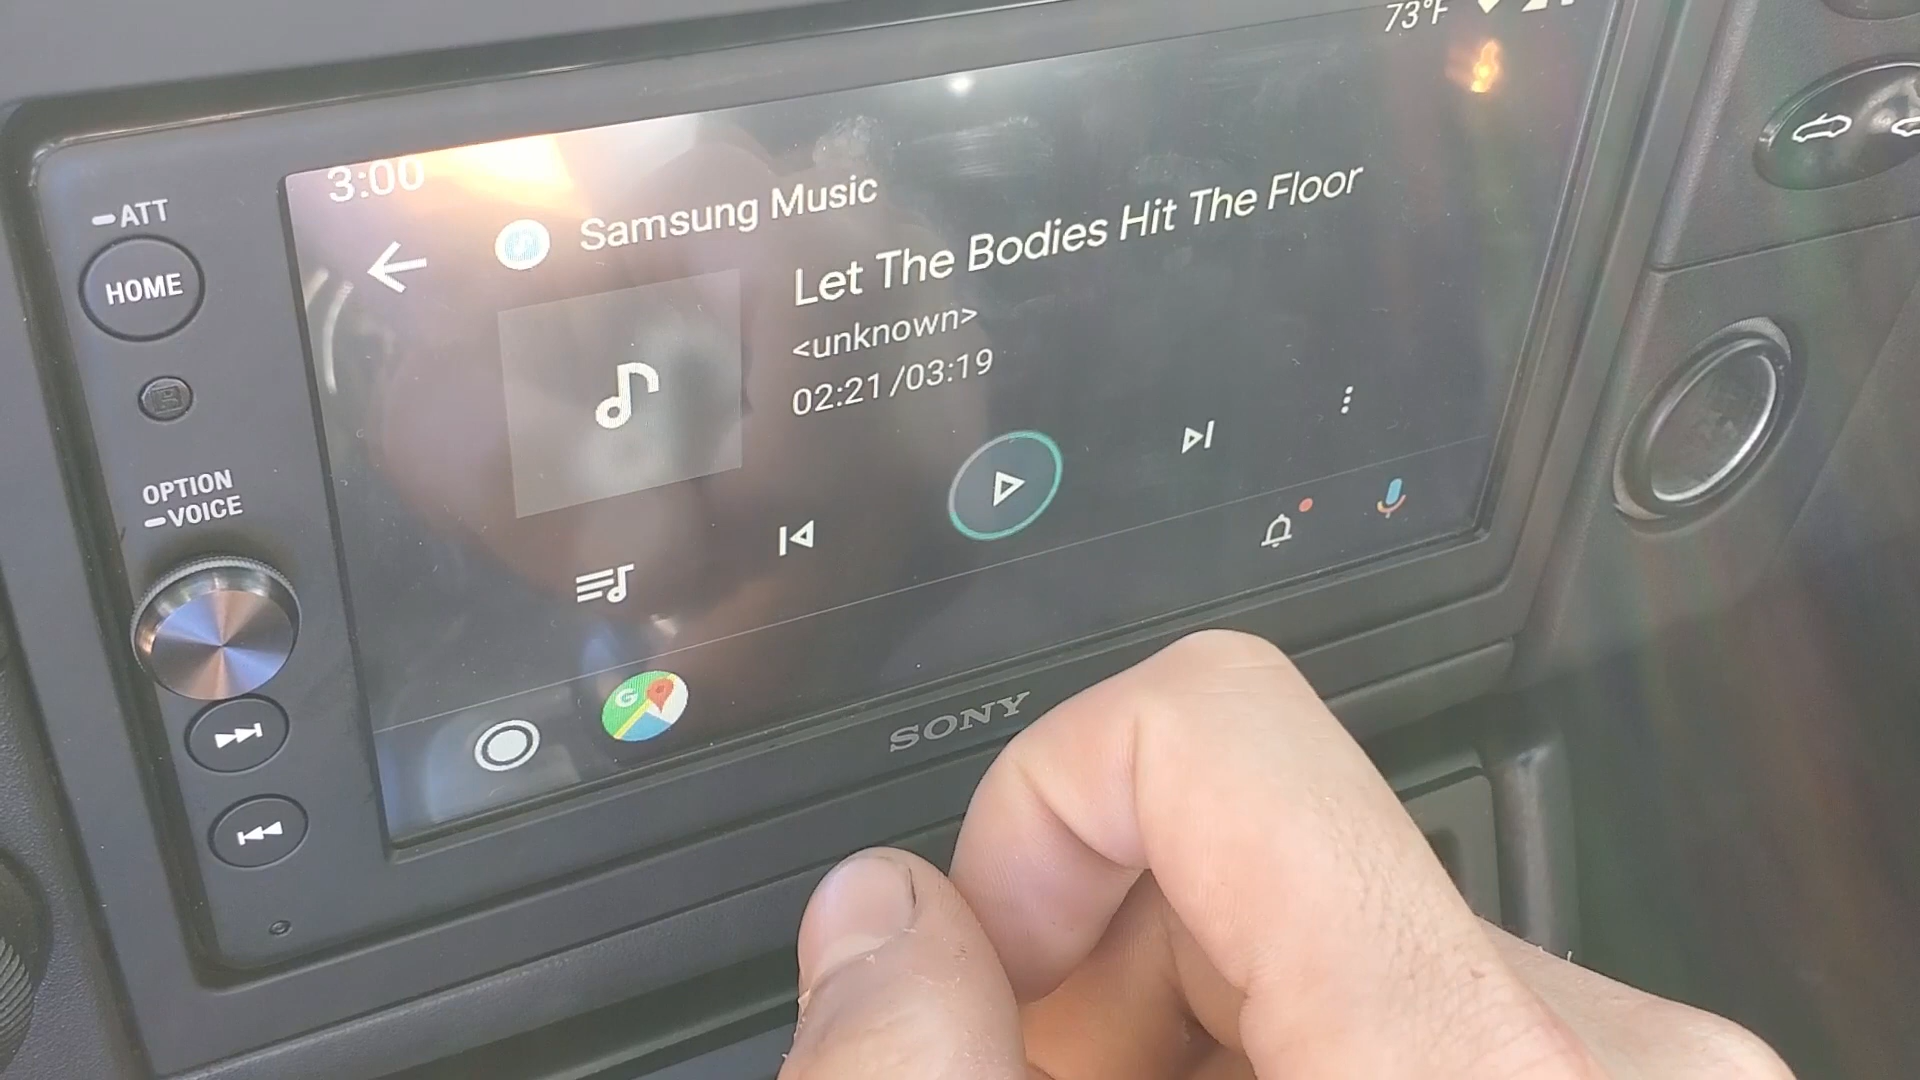 73°F
3:00
ATT
HOME
Samsung Music
Let The Bodies Hit The Floor
<unknown>
02:21/03:19
OPTION
VOICE
G
SONY